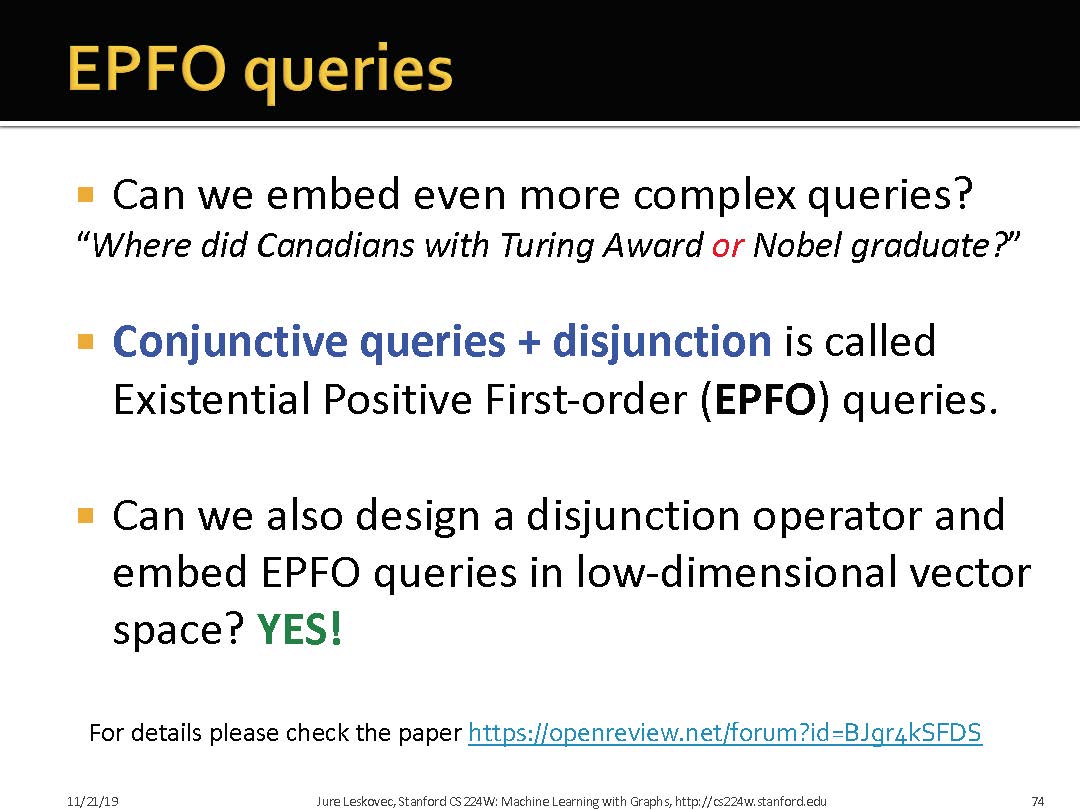 EPFO queries
Can we embed even more complex queries?
“Where did Canadians with Turing Award or Nobel graduate?”
Conjunctive queries + disjunction is called
Existential Positive First-order (EPFO) queries.
Can we also design a disjunction operator and
embed EPFO queries in low-dimensional vector
space? YES!
For details please check the paper https://openreview.net/forum?id=BJgr4kSFDS
11/21/19 Jure Leskovec, Stanford CS224W: Machine Learning with Graphs, http://cs224w.stanford.edu 74